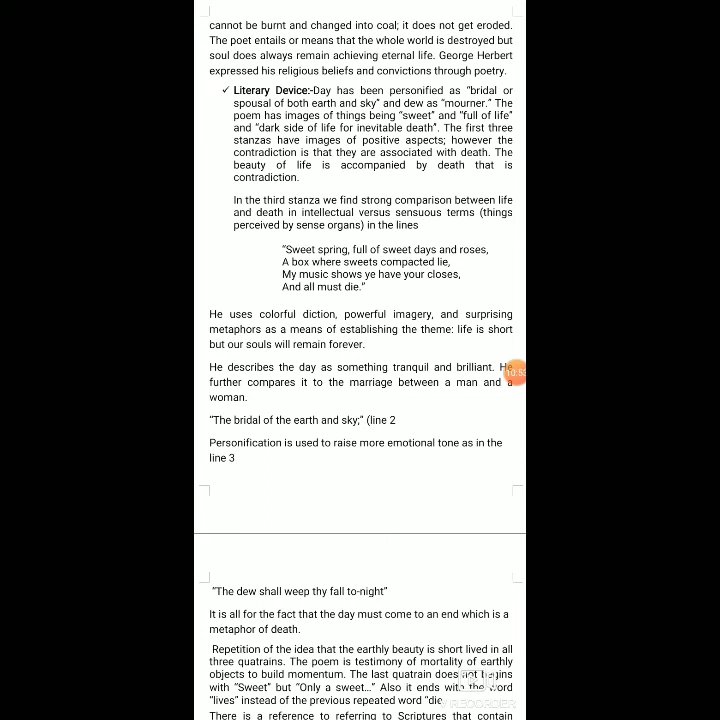 cannot be burnt and changed into coal; it does not get eroded.
The poet entails or means that the whole world is destroyed but
soul does always remain achieving eternal life. George Herbert
expressed his religious beliefs and convictions through poetry.
✓ Literary Device:-Day has been personified as "bridal or
spousal of both earth and sky" and dew as "mourner." The
poem has images of things being "sweet" and "full of life"
and "dark side of life for inevitable death". The first three
stanzas have images of positive aspects; however the
contradiction is that they are associated with death. The
beauty of life is accompanied by death that is
contradiction.
In the third stanza we find strong comparison between life
and death in intellectual versus sensuous terms (things
perceived by sense organs) in the lines
"Sweet spring, full of sweet days and roses,
A box where sweets compacted lie,
My music shows ye have your closes,
And all must die."
He uses colorful diction, powerful imagery, and surprising
metaphors as a means of establishing the theme: life is short
but our souls will remain forever.
He describes the day as something tranquil and brilliant. He
further compares it to the marriage between a man and a
woman.
10:53
"The bridal of the earth and sky;" (line 2
Personification is used to raise more emotional tone as in the
line 3
"The dew shall weep thy fall to-night"
It is all for the fact that the day must come to an end which is a
metaphor of death.
Repetition of the idea that the earthly beauty is short lived in all
three quatrains. The poem is testimony of mortality of earthly
objects to build momentum. The last quatrain does
with "Sweet" but "Only a sweet..." Also it ends with the word
"lives" instead of the previous repeated word "die
RECORDER
There is a reference to referring to Scriptures that contain